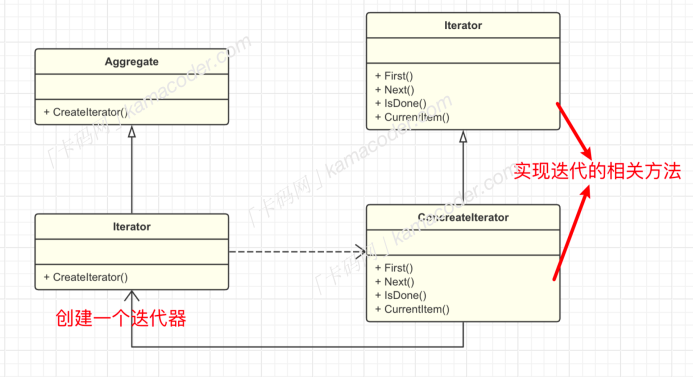 Aggregate
+ CreateIterator()
Iterator
+ First()
+ Next()
+ IsDone()
+ CurrentItem()
实现迭代的相关方法
Iterator
+ CreateIterator()
创建一个迭代器
ConcreateIterator
+ First()
+ Next()
+ IsDone()
+ CurrentItem()
「卡码网」kamacoder.com
「卡码网」kamacoder.com
「卡码网」kamacoder.com